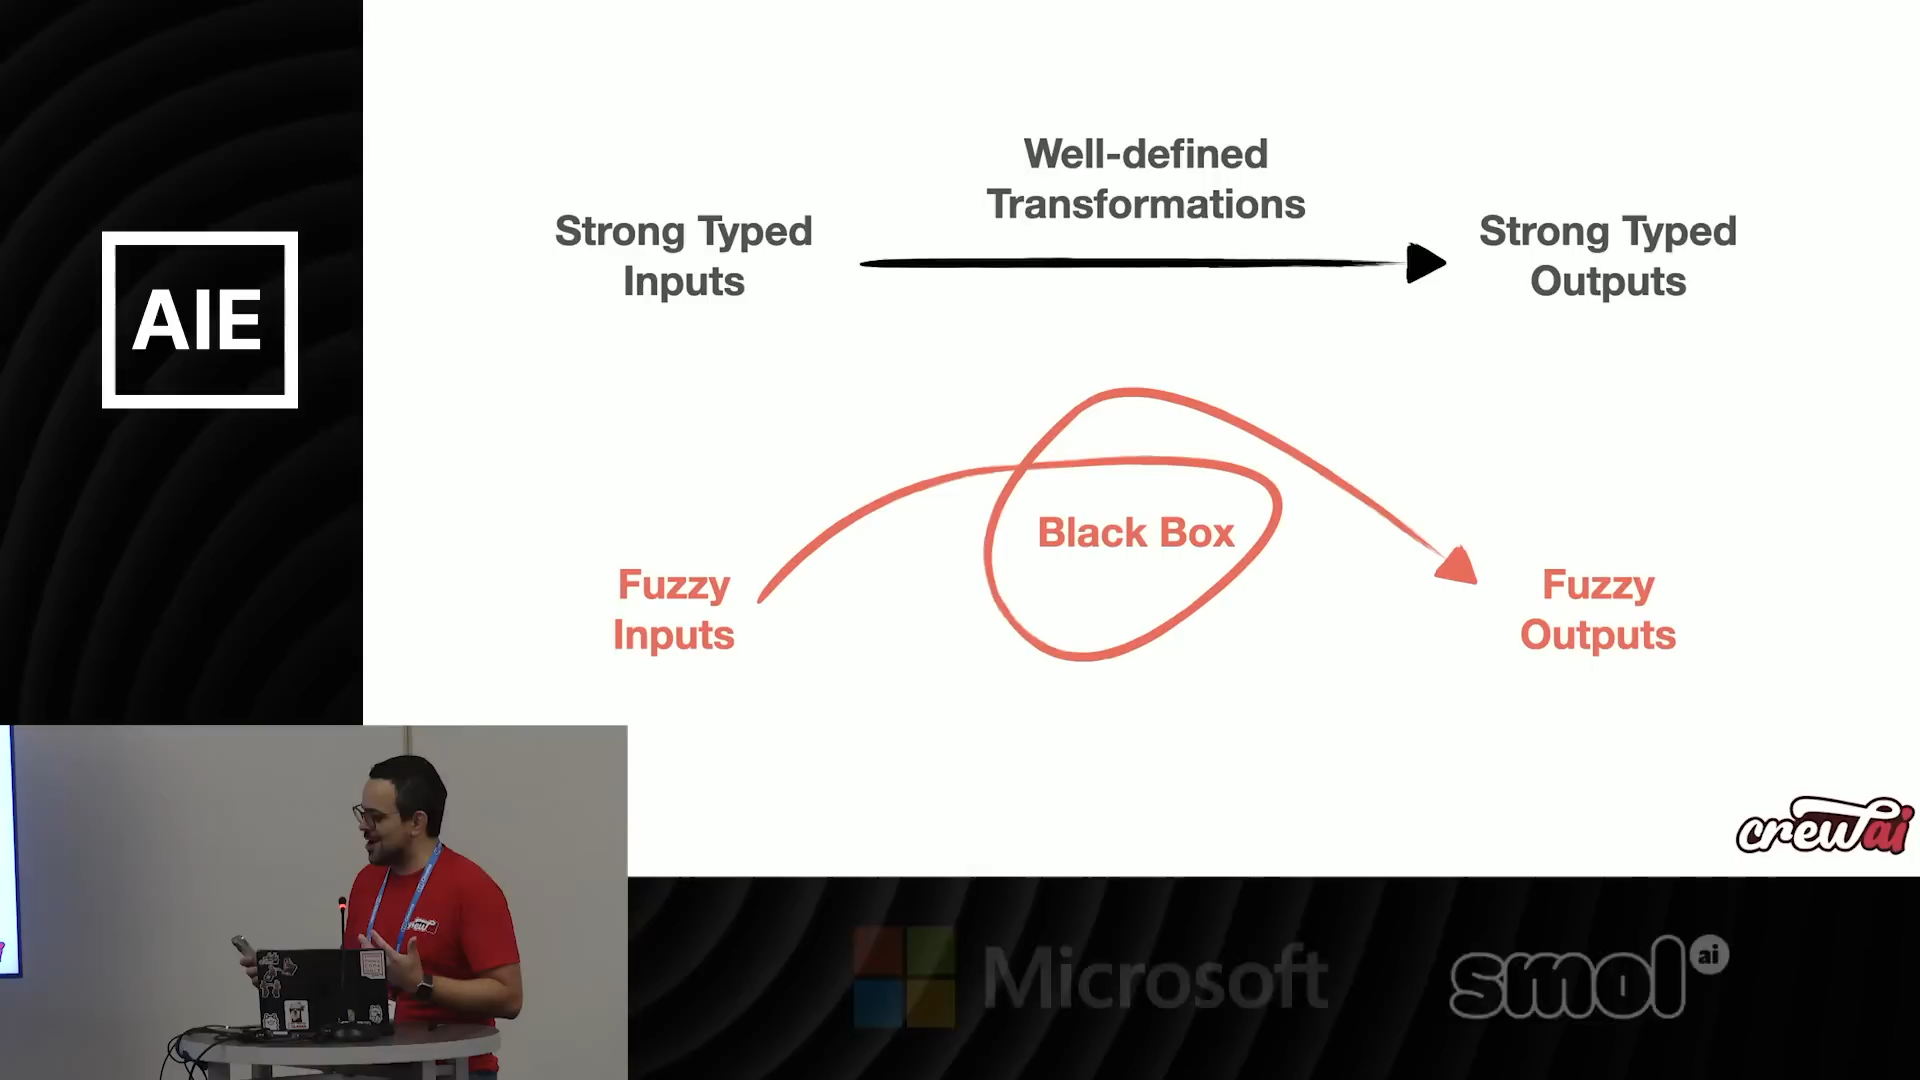 AIE
Well-defined
Transformations
Strong Typed
Inputs
Strong Typed
Outputs
Black Box
Fuzzy
Inputs
Fuzzy
Outputs
crewai
Microsoft
smol ai